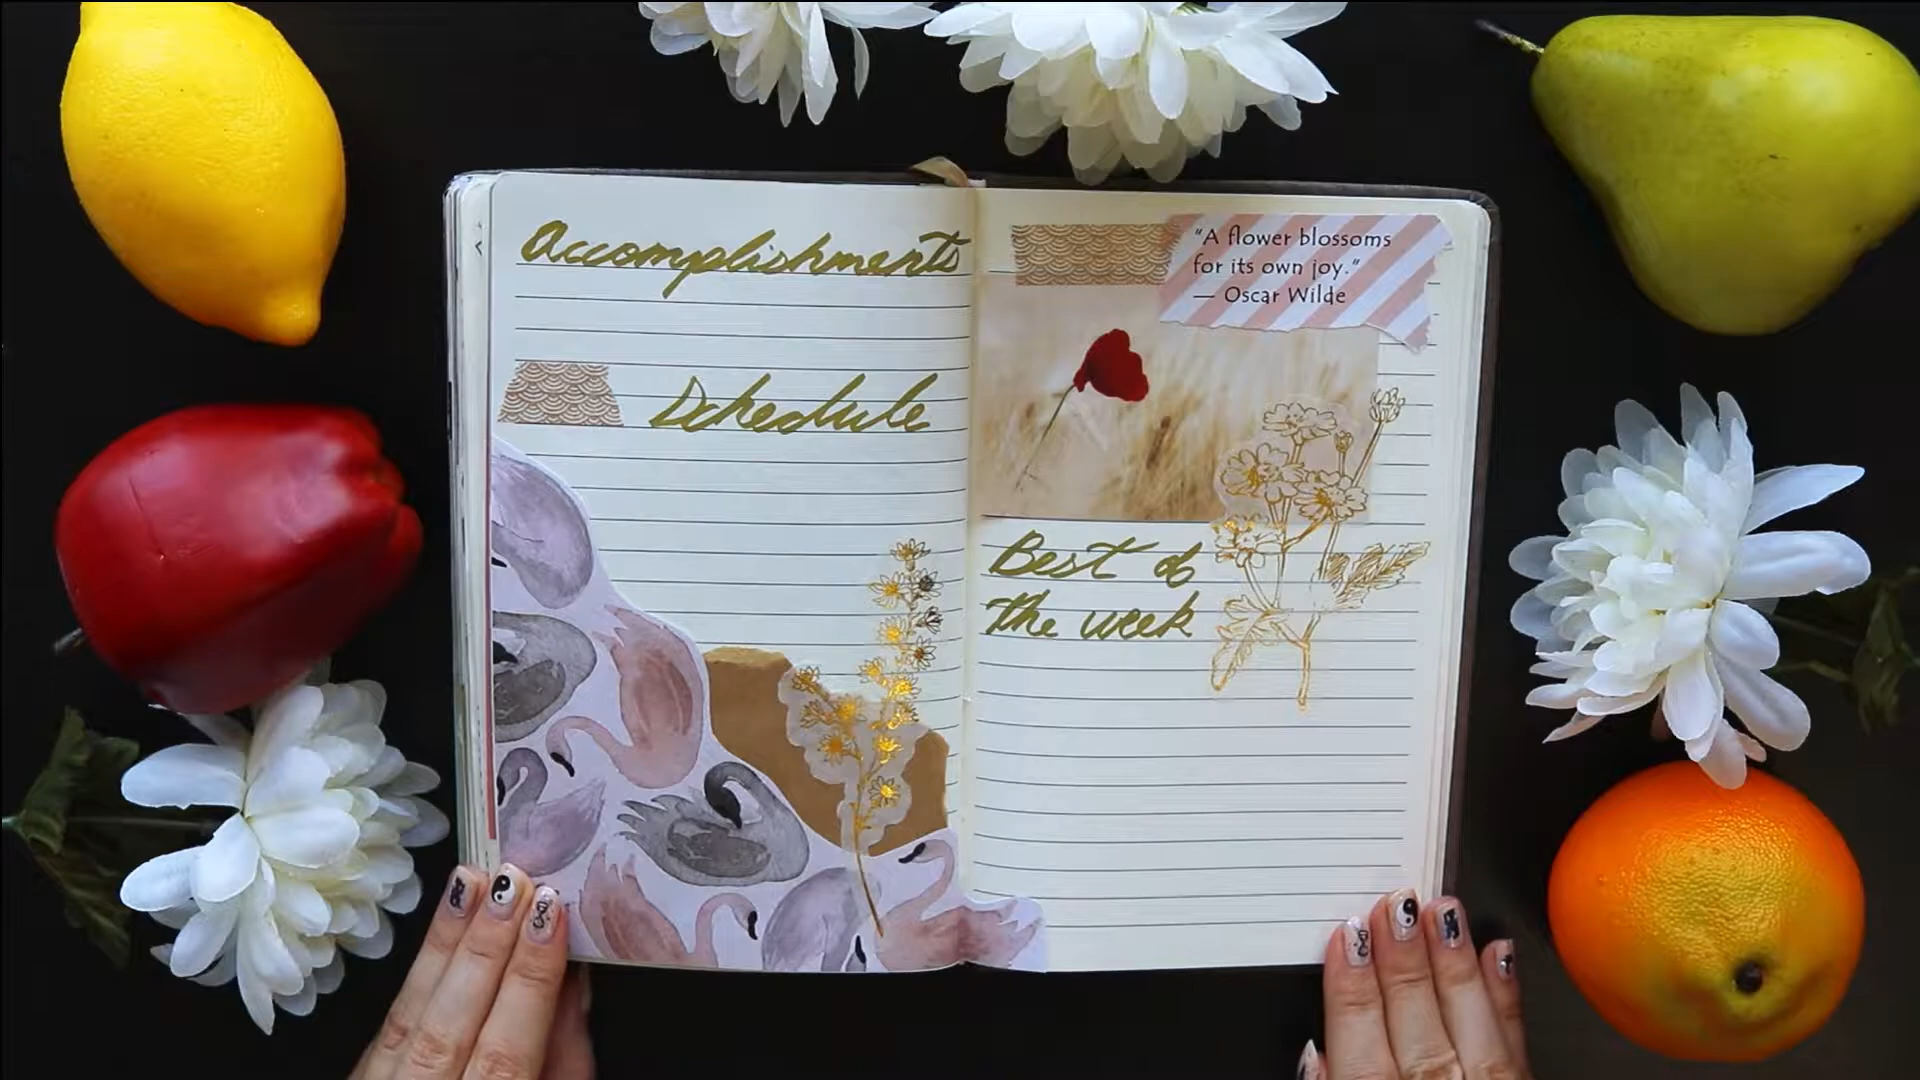 Accomplishments
Schedule
"A flower blossoms
for its own joy."
— Oscar Wilde
Best of
the week